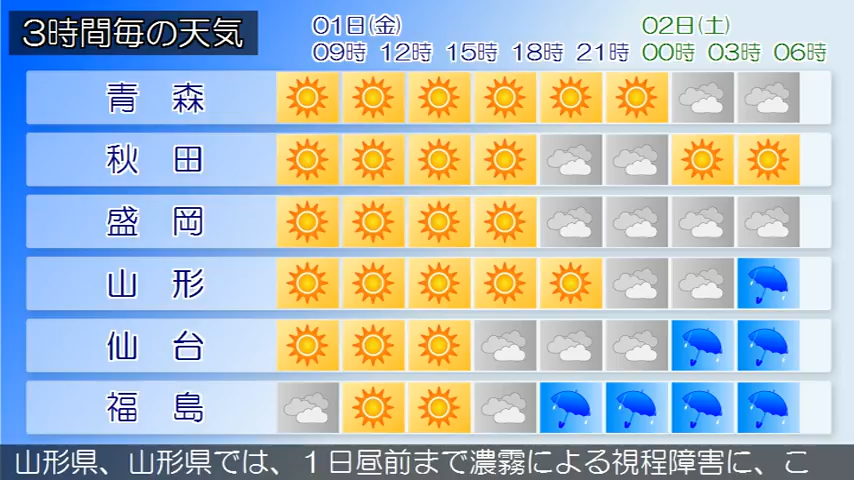 3時間毎の天気
01日(金) 02日(土)
09時 12時 15時 18時 21時 00時 03時 06時
青森
秋田
盛岡
山形
仙台
福島
山形県、山形県では、1日昼前まで濃霧による視程障害に、こ